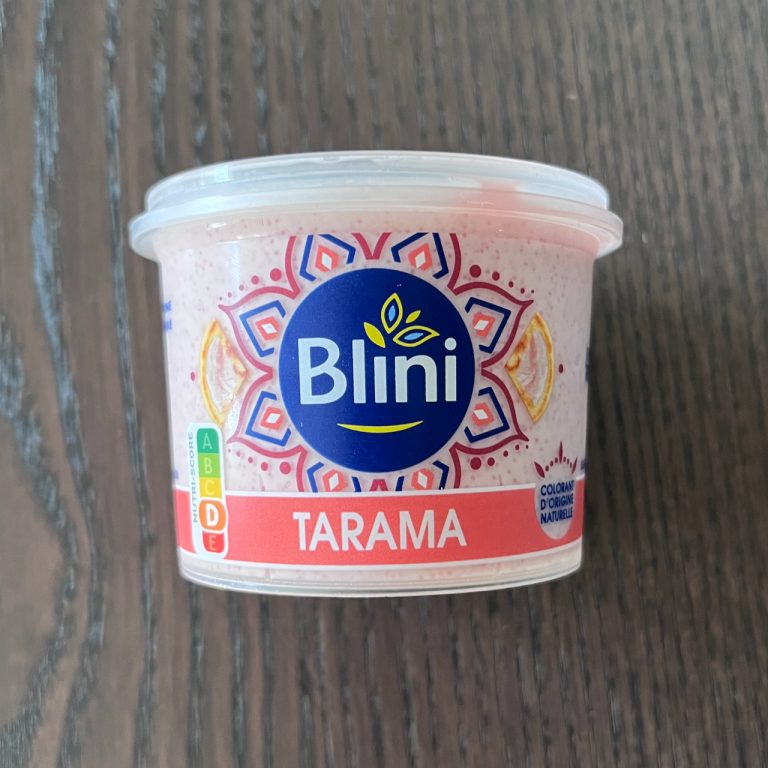 Blini
NUTRI-SCORE
A
B
C
D
E
TARAMA
COLORANT
D'ORIGINE
NATURELLE